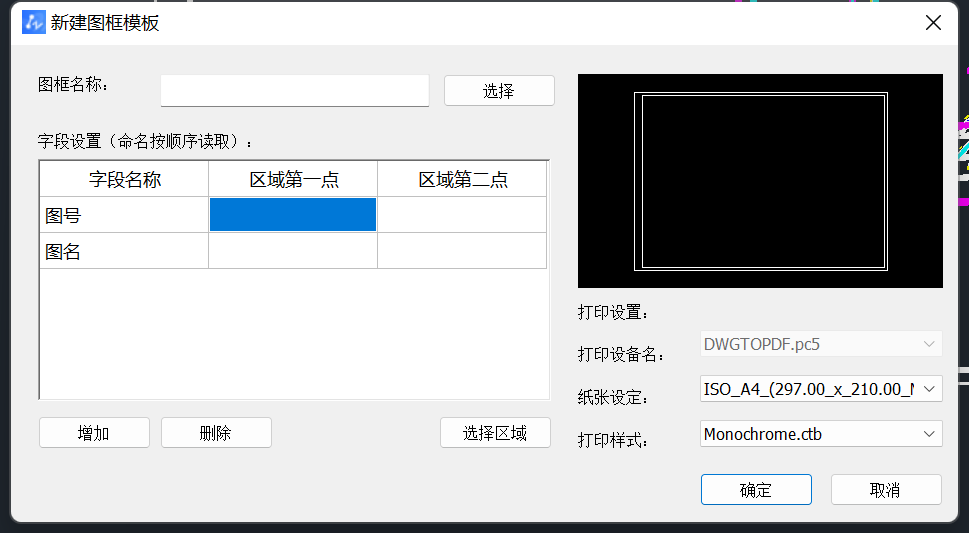 新建图框模板
图框名称：
选择
字段设置（命名按顺序读取）：
字段名称 区域第一点 区域第二点
图号
图名
增加 删除 选择区域
打印设置：
打印设备名： DWGTOPDF.pc5
纸张设定： ISO_A4_(297.00_x_210.00_
打印样式： Monochrome.ctb
确定 取消